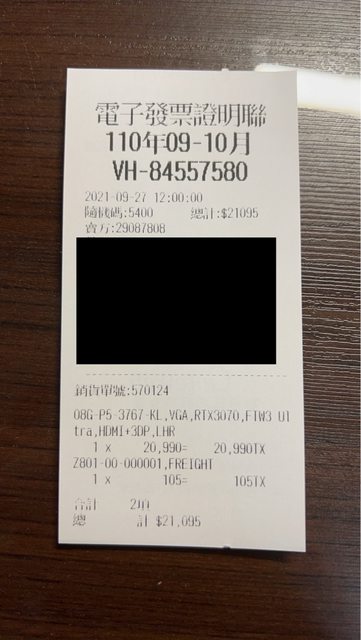 電子發票證明聯
110年09-10月
VH-84557580
2021-09-27 12:00:00
隨機碼:5400 總計:$21095
賣方:29087808
銷貨單號:570124
08G-P5-3767-KL,VGA,RTX3070,FTW3 Ul
tra,HDMI+3DP,LHR
1 x 20,990= 20,990TX
Z801-00-000001,FREIGHT
1 x 105= 105TX
合計 2項
總 計 $21,095